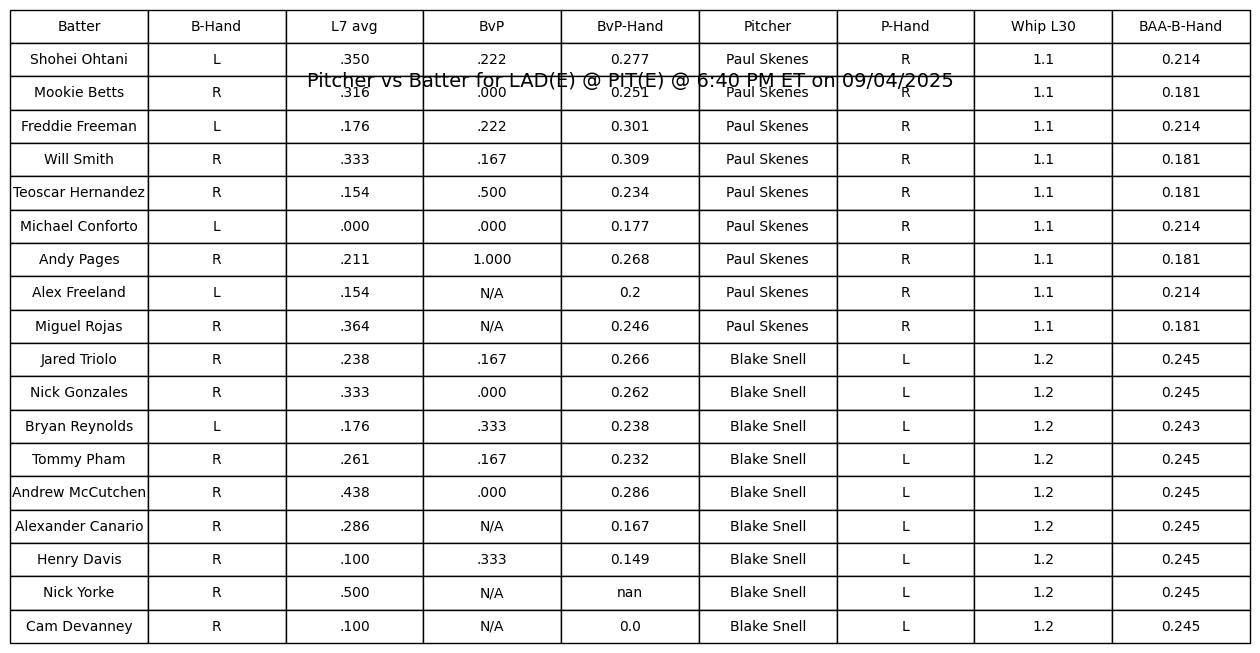 Batter B-Hand L7 avg BvP BvP-Hand Pitcher P-Hand Whip L30 BAA-B-Hand
Shohei Ohtani L .350 .222 0.277 Paul Skenes R 1.1 0.214
Pitcher vs Batter for LAD(E) @ PIT(E) @ 6:40 PM ET on 09/04/2025
Mookie Betts R .316 .000 0.251 Paul Skenes R 1.1 0.181
Freddie Freeman L .176 .222 0.301 Paul Skenes R 1.1 0.214
Will Smith R .333 .167 0.309 Paul Skenes R 1.1 0.181
Teoscar Hernandez R .154 .500 0.234 Paul Skenes R 1.1 0.181
Michael Conforto L .000 .000 0.177 Paul Skenes R 1.1 0.214
Andy Pages R .211 1.000 0.268 Paul Skenes R 1.1 0.181
Alex Freeland L .154 N/A 0.2 Paul Skenes R 1.1 0.214
Miguel Rojas R .364 N/A 0.246 Paul Skenes R 1.1 0.181
Jared Triolo R .238 .167 0.266 Blake Snell L 1.2 0.245
Nick Gonzales R .333 .000 0.262 Blake Snell L 1.2 0.245
Bryan Reynolds L .176 .333 0.238 Blake Snell L 1.2 0.243
Tommy Pham R .261 .167 0.232 Blake Snell L 1.2 0.245
Andrew McCutchen R .438 .000 0.286 Blake Snell L 1.2 0.245
Alexander Canario R .286 N/A 0.167 Blake Snell L 1.2 0.245
Henry Davis R .100 .333 0.149 Blake Snell L 1.2 0.245
Nick Yorke R .500 N/A nan Blake Snell L 1.2 0.245
Cam Devanney R .100 N/A 0.0 Blake Snell L 1.2 0.245